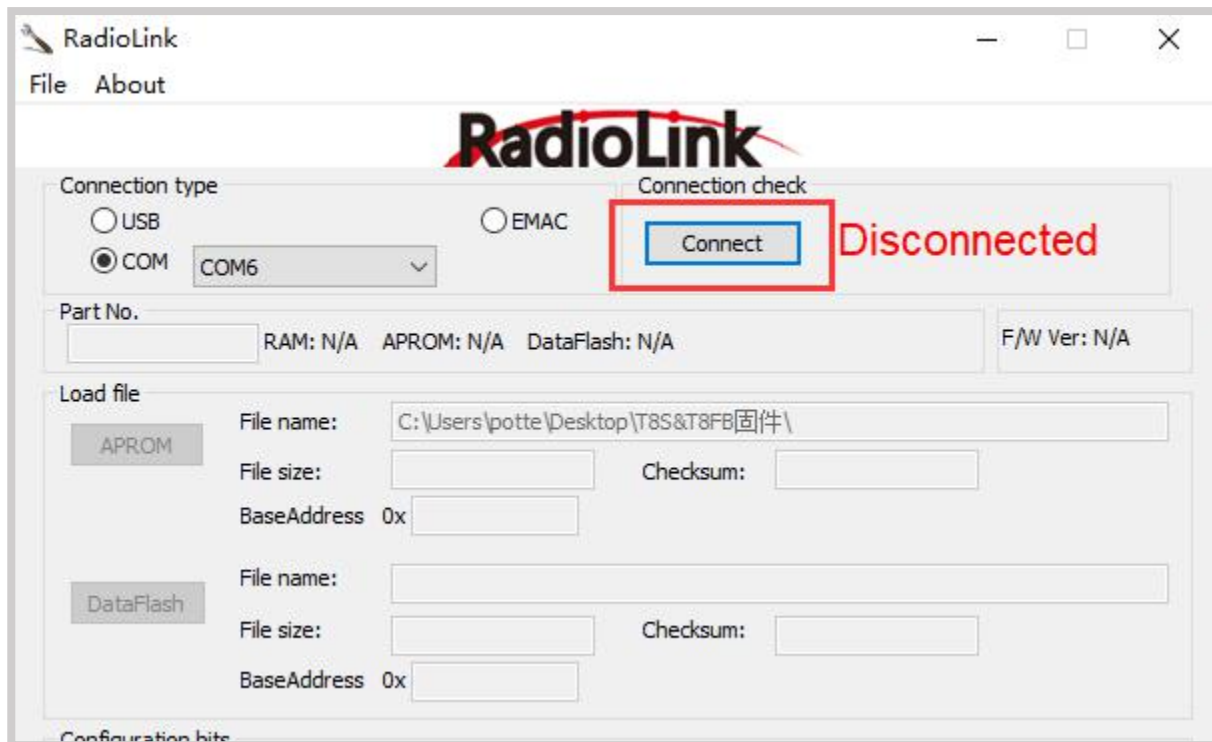 RadioLink
File About
RadioLink
Connection type
Connection check
USB
EMAC
Connect
Disconnected
COM
COM6
Part No.
RAM: N/A APROM: N/A DataFlash: N/A
F/W Ver: N/A
Load file
APROM
File name:
C:\Users\potte\Desktop\T8S&T8FB固件\
File size:
Checksum:
BaseAddress 0x
DataFlash
File name:
File size:
Checksum:
BaseAddress 0x
Configuration bits